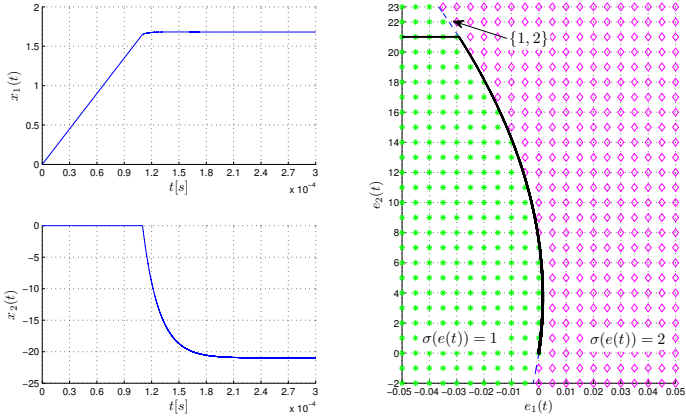 2
1.5
1
0.5
0
x₁(t)
0 0.3 0.6 0.9 1.2 1.5 1.8 2.1 2.4 2.7 3
t[s]
x 10⁻⁴
0
−5
−10
−15
−20
−25
x₂(t)
0 0.3 0.6 0.9 1.2 1.5 1.8 2.1 2.4 2.7 3
t[s]
x 10⁻⁴
23
22
20
18
16
14
12
10
8
6
4
2
0
−2
e₂(t)
{1, 2}
σ(e(t)) = 1
σ(e(t)) = 2
−0.05 −0.04 −0.03 −0.02 −0.01 0 0.01 0.02 0.03 0.04 0.05
e₁(t)